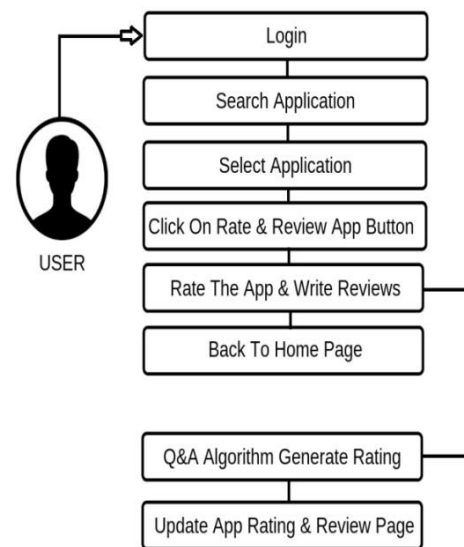 Login
Search Application
Select Application
Click On Rate & Review App Button
USER
Rate The App & Write Reviews
Back To Home Page
Q&A Algorithm Generate Rating
Update App Rating & Review Page